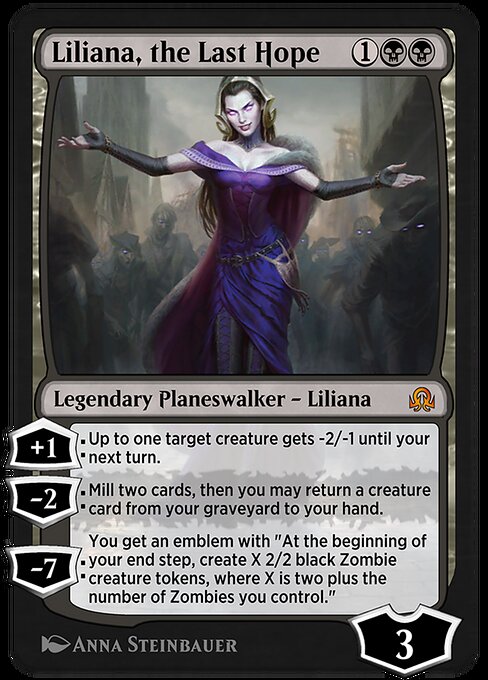 Liliana, the Last Hope 1
Legendary Planeswalker – Liliana
+1: Up to one target creature gets -2/-1 until your
next turn.
-2: Mill two cards, then you may return a creature
card from your graveyard to your hand.
You get an emblem with "At the beginning of
-7: your end step, create X 2/2 black Zombie
creature tokens, where X is two plus the
number of Zombies you control."
Anna Steinbauer
3